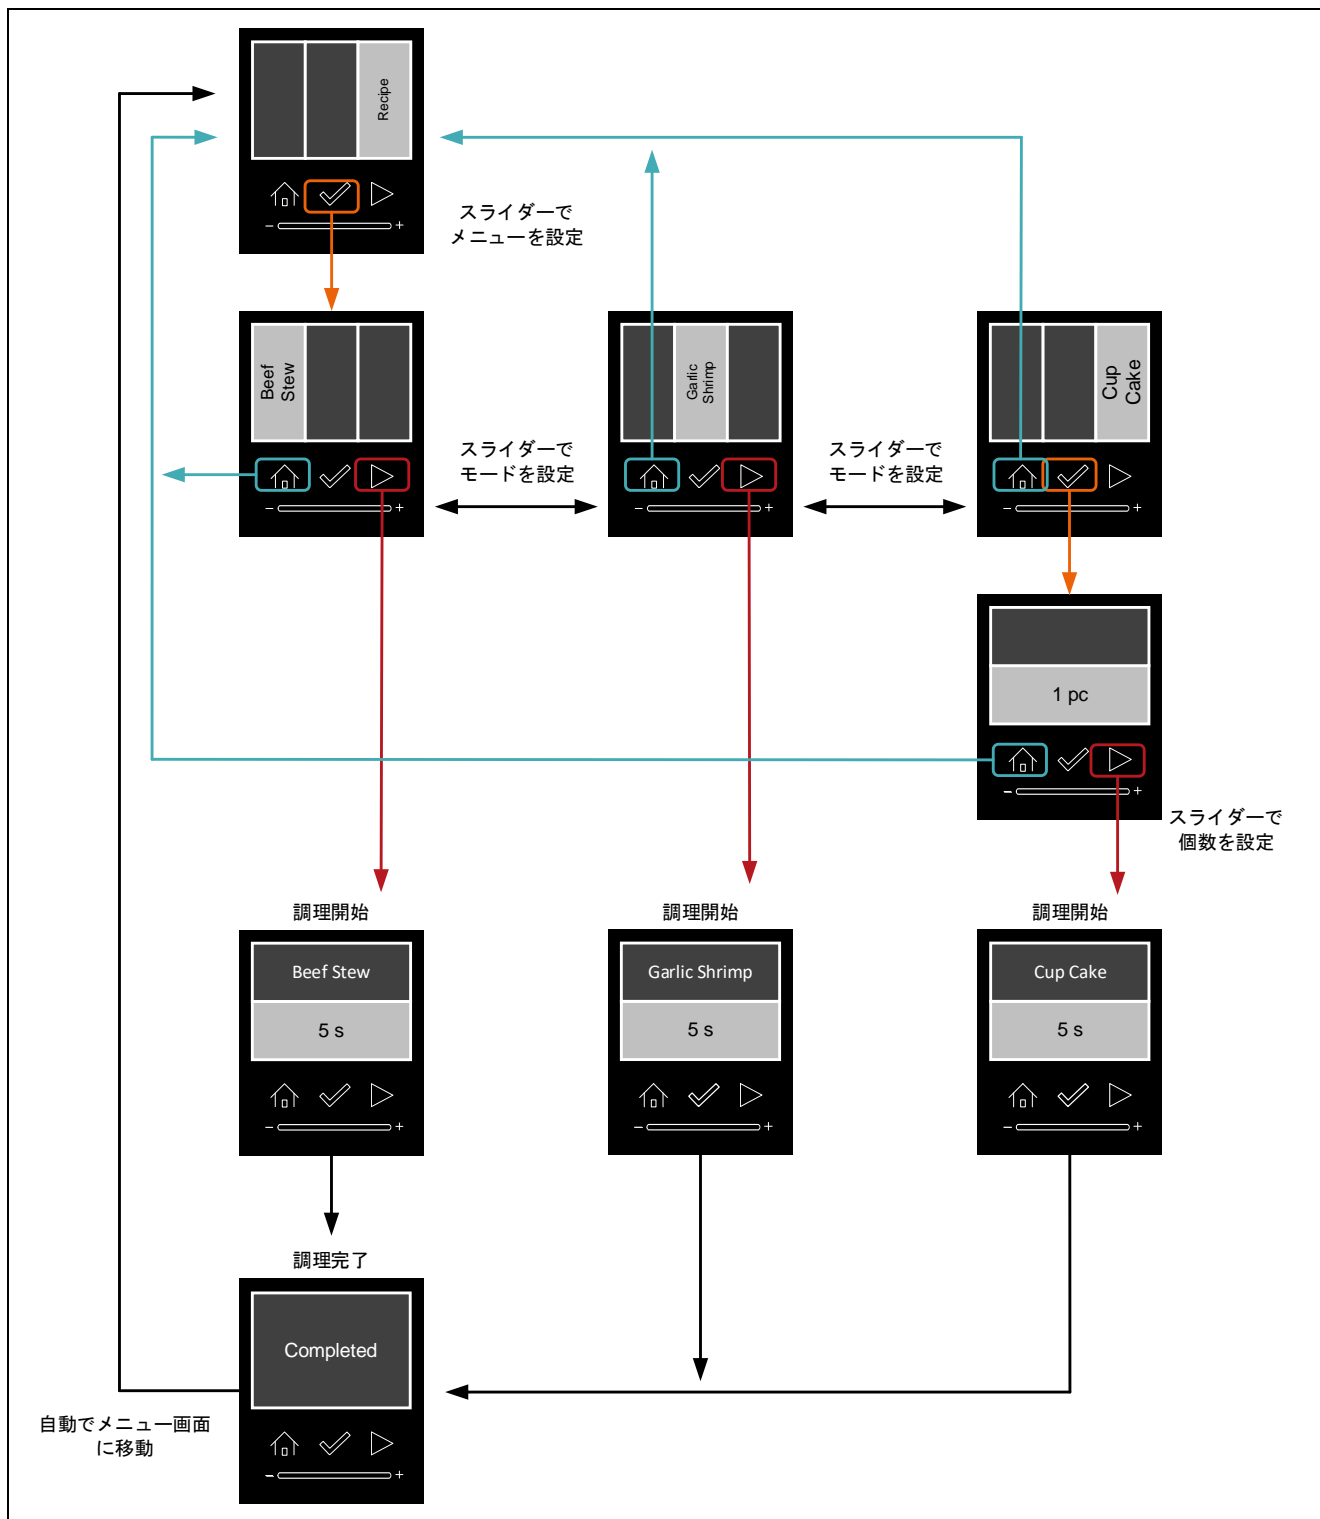 Recipe
- +
スライダーで
メニューを設定
Beef
Stew
- +
スライダーで
モードを設定
Garlic
Shrimp
- +
スライダーで
モードを設定
Cup
Cake
- +
1 pc
- +
スライダーで
個数を設定
調理開始
Beef Stew
5 s
- +
調理開始
Garlic Shrimp
5 s
- +
調理開始
Cup Cake
5 s
- +
調理完了
Completed
- +
自動でメニュー画面
に移動